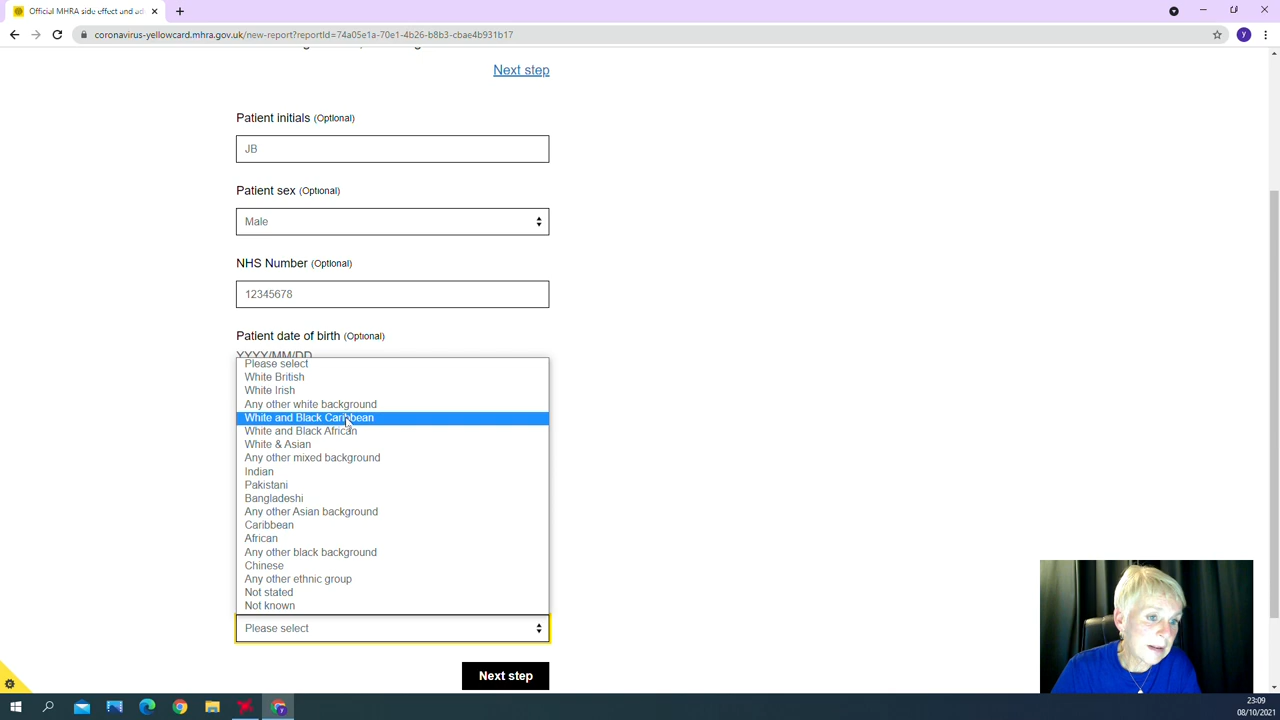 Official MHRA side effect and ad
coronavirus-yellowcard.mhra.gov.uk/new-report?reportId=74a05e1a-70e1-4b26-b8b3-cbae4b931b17
y
Next step
Patient initials (Optional)
JB
Patient sex (Optional)
Male
NHS Number (Optional)
12345678
Patient date of birth (Optional)
YYYY/MM/DD
Please select
White British
White Irish
Any other white background
White and Black Caribbean
White and Black African
White & Asian
Any other mixed background
Indian
Pakistani
Bangladeshi
Any other Asian background
Caribbean
African
Any other black background
Chinese
Any other ethnic group
Not stated
Not known
Please select
Next step
23:09
08/10/2021